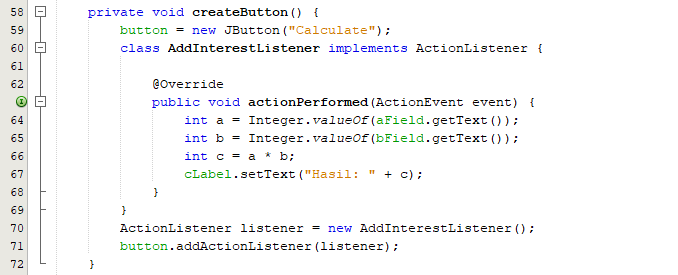 58 private void createButton() {
59 button = new JButton("Calculate");
60 class AddInterestListener implements ActionListener {
61
62 @Override
public void actionPerformed(ActionEvent event) {
64 int a = Integer.valueOf(aField.getText());
65 int b = Integer.valueOf(bField.getText());
66 int c = a * b;
67 cLabel.setText("Hasil: " + c);
68 }
69 }
70 ActionListener listener = new AddInterestListener();
71 button.addActionListener(listener);
72 }